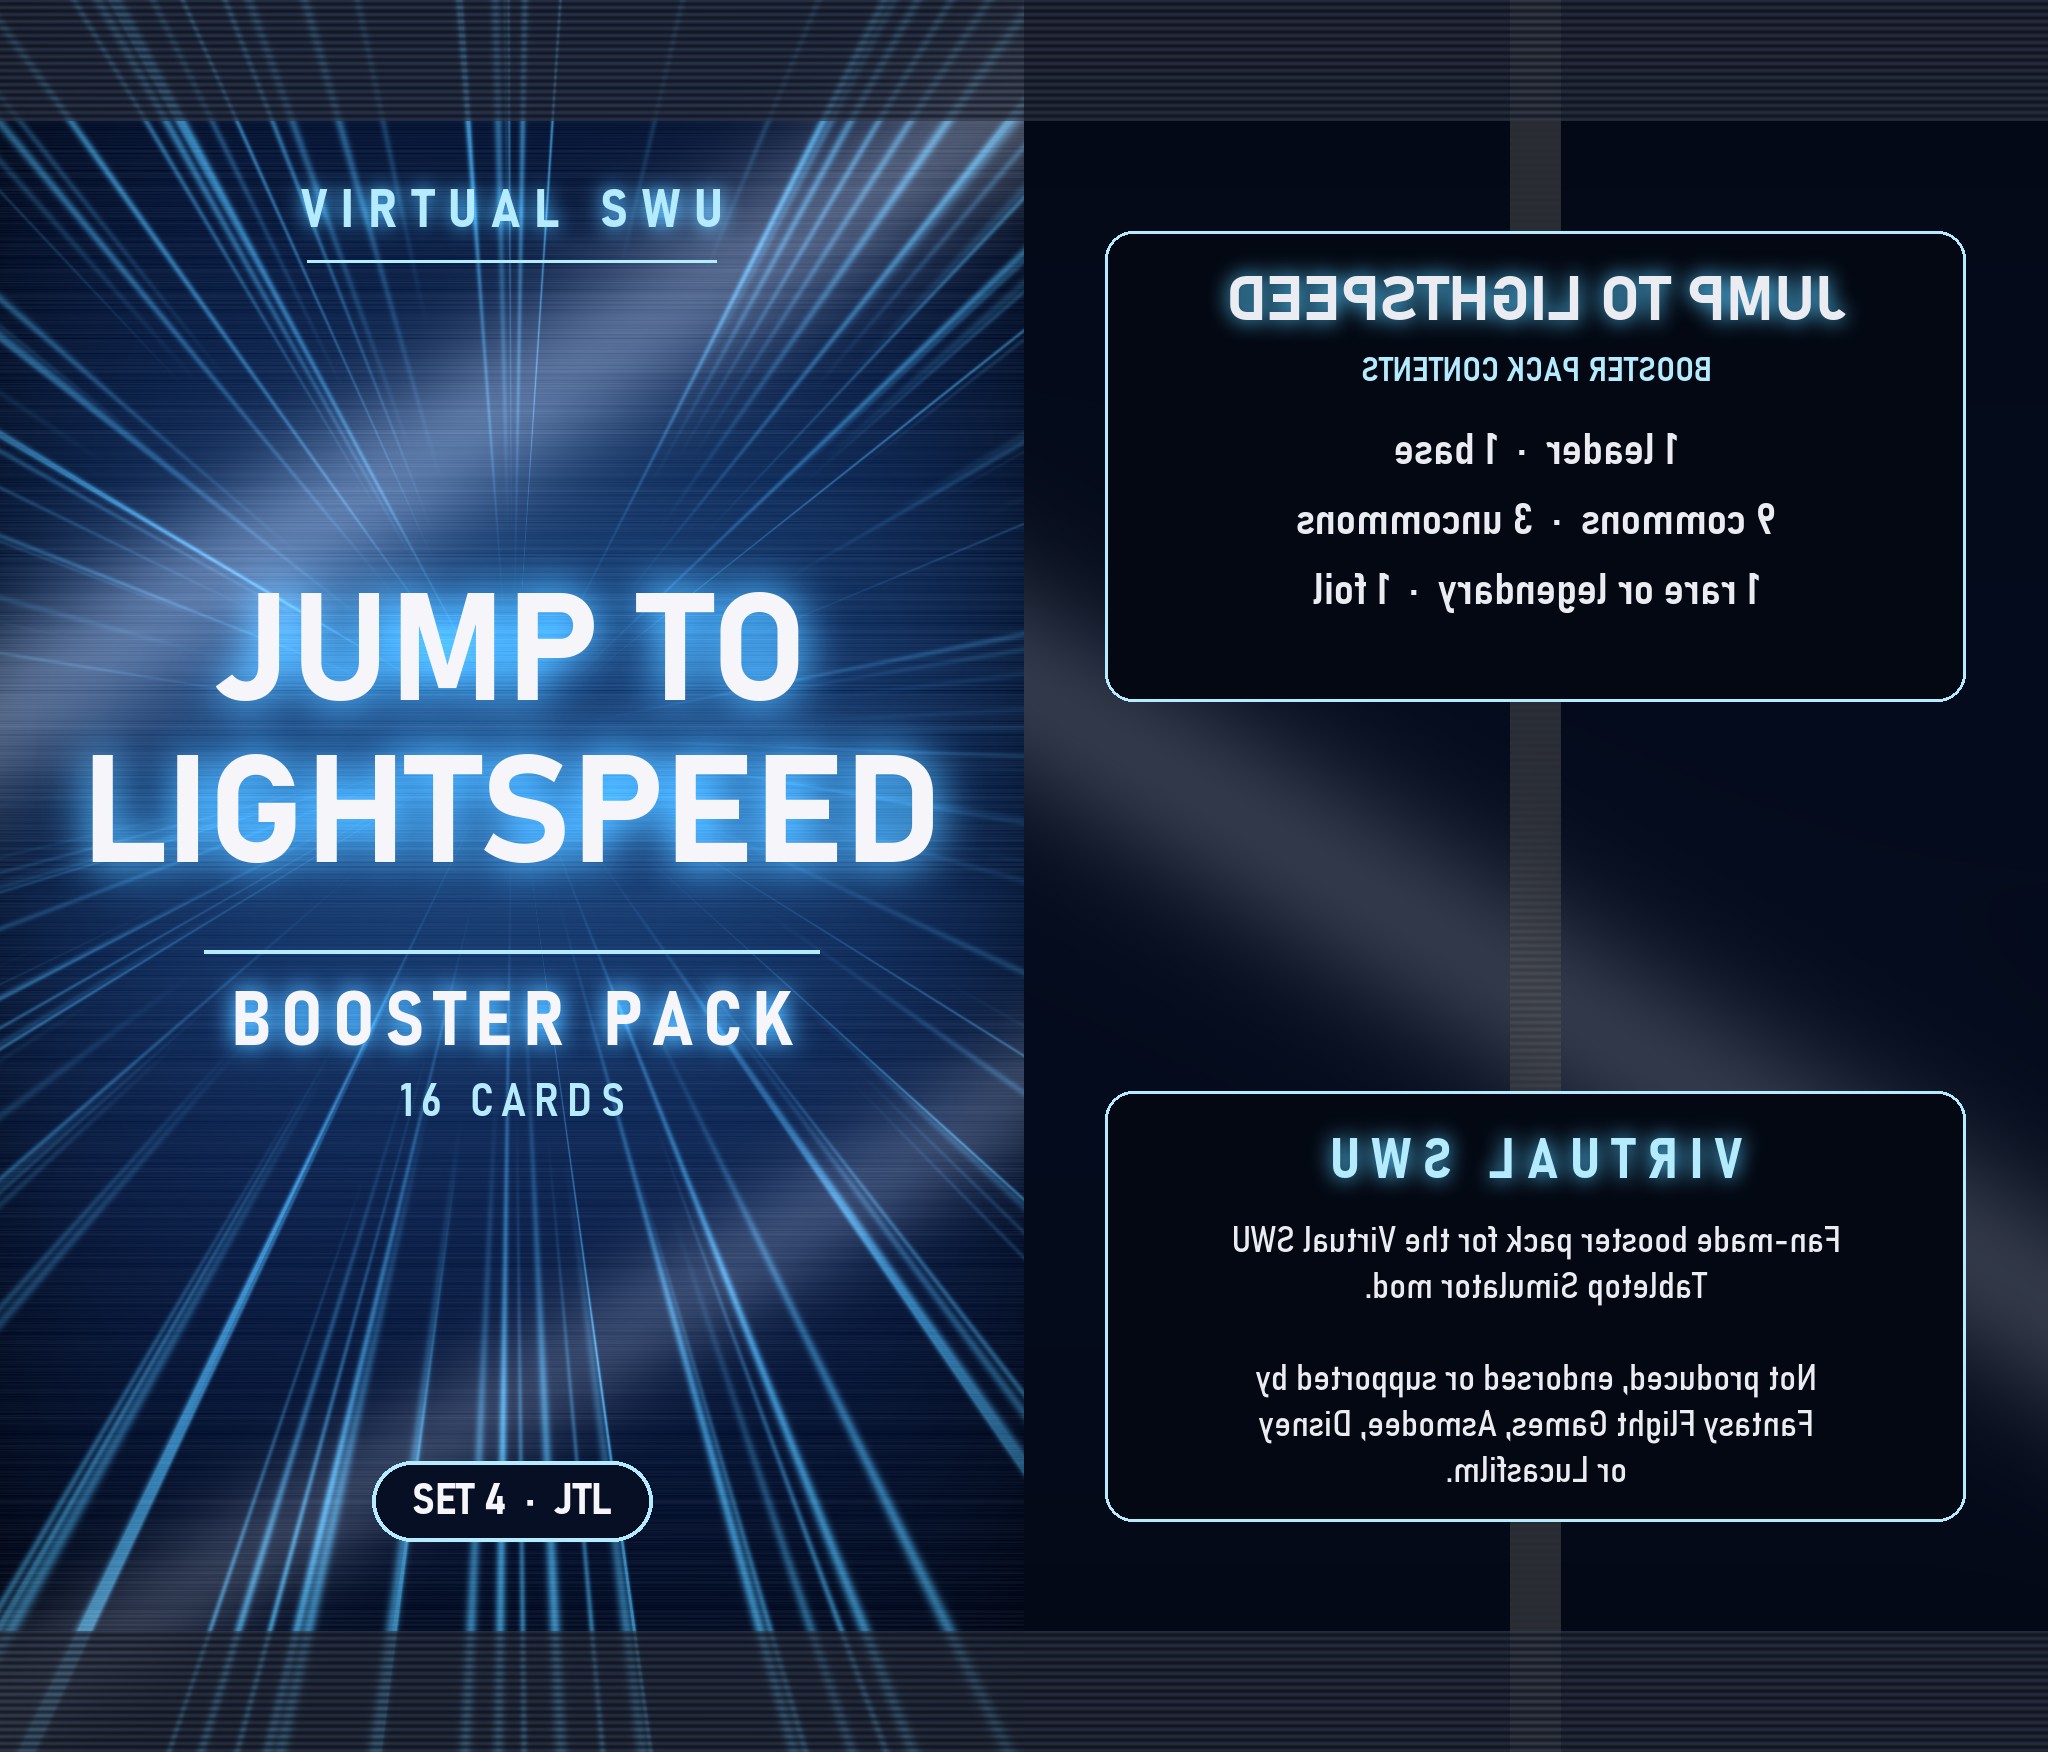 VIRTUAL SWU
JUMP TO
LIGHTSPEED
BOOSTER PACK
16 CARDS
SET 4 · JTL
JUMP TO LIGHTSPEED
BOOSTER PACK CONTENTS
1 leader · 1 base
9 commons · 3 uncommons
1 rare or legendary · 1 foil
VIRTUAL SWU
Fan-made booster pack for the Virtual SWU
Tabletop Simulator mod.
Not produced, endorsed or supported by
Fantasy Flight Games, Asmodee, Disney
or Lucasfilm.